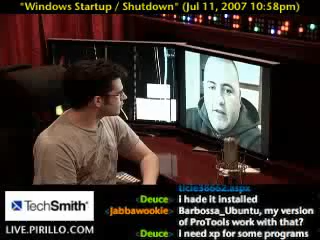 "Windows Startup / Shutdown" (Jul 11, 2007 10:58pm)
ticle38662.aspx
<Deuce> i hade it installed
<Jabbawookie> Barbossa_Ubuntu, my version
of ProTools work with that?
<Deuce> i need xp for some programs
TechSmith®
LIVE.PIRILLO.COM